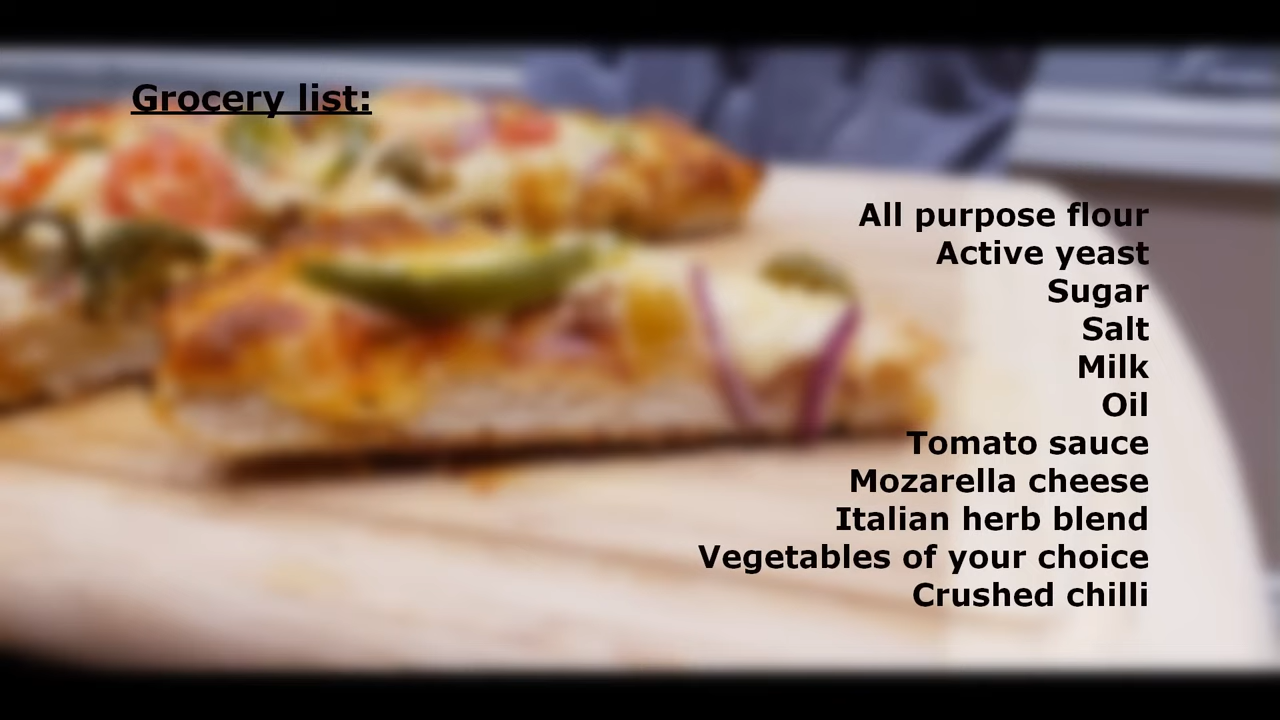 Grocery list:
All purpose flour
Active yeast
Sugar
Salt
Milk
Oil
Tomato sauce
Mozarella cheese
Italian herb blend
Vegetables of your choice
Crushed chilli